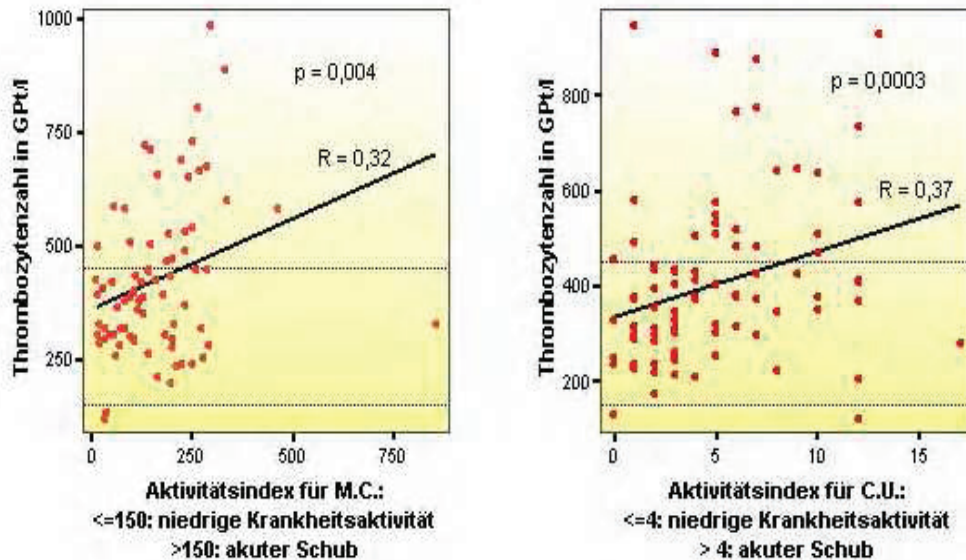 Thrombozytenzahl in GPt/l
1000
750
500
250
p = 0,004
R = 0,32
0
250
500
750
Aktivitätsindex für M.C.:
<=150: niedrige Krankheitsaktivität
>150: akuter Schub
Thrombozytenzahl in GPt/l
800
600
400
200
p = 0,0003
R = 0,37
0
5
10
15
Aktivitätsindex für C.U.:
<=4: niedrige Krankheitsaktivität
> 4: akuter Schub